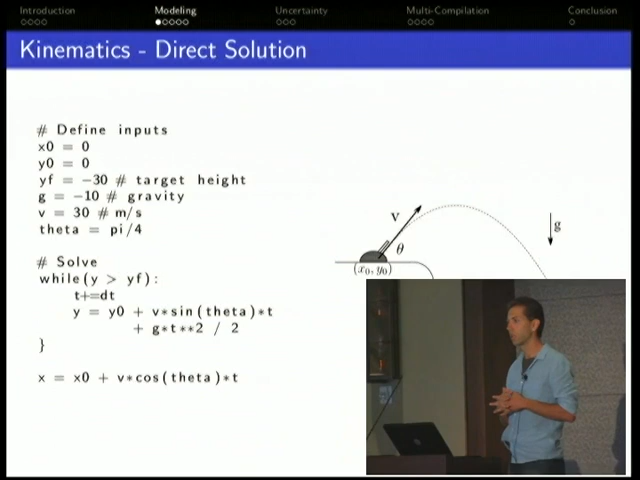 Introduction
Modeling
Uncertainty
Multi-Compilation
Conclusion
Kinematics - Direct Solution
# Define inputs
x0 = 0
y0 = 0
yf = -30 # target height
g = -10 # gravity
v = 30 # m/s
theta = pi/4
# Solve
while(y > yf):
t+=dt
y = y0 + v*sin(theta)*t
+ g*t**2 / 2
}
x = x0 + v*cos(theta)*t
v
θ
g
(x₀, y₀)